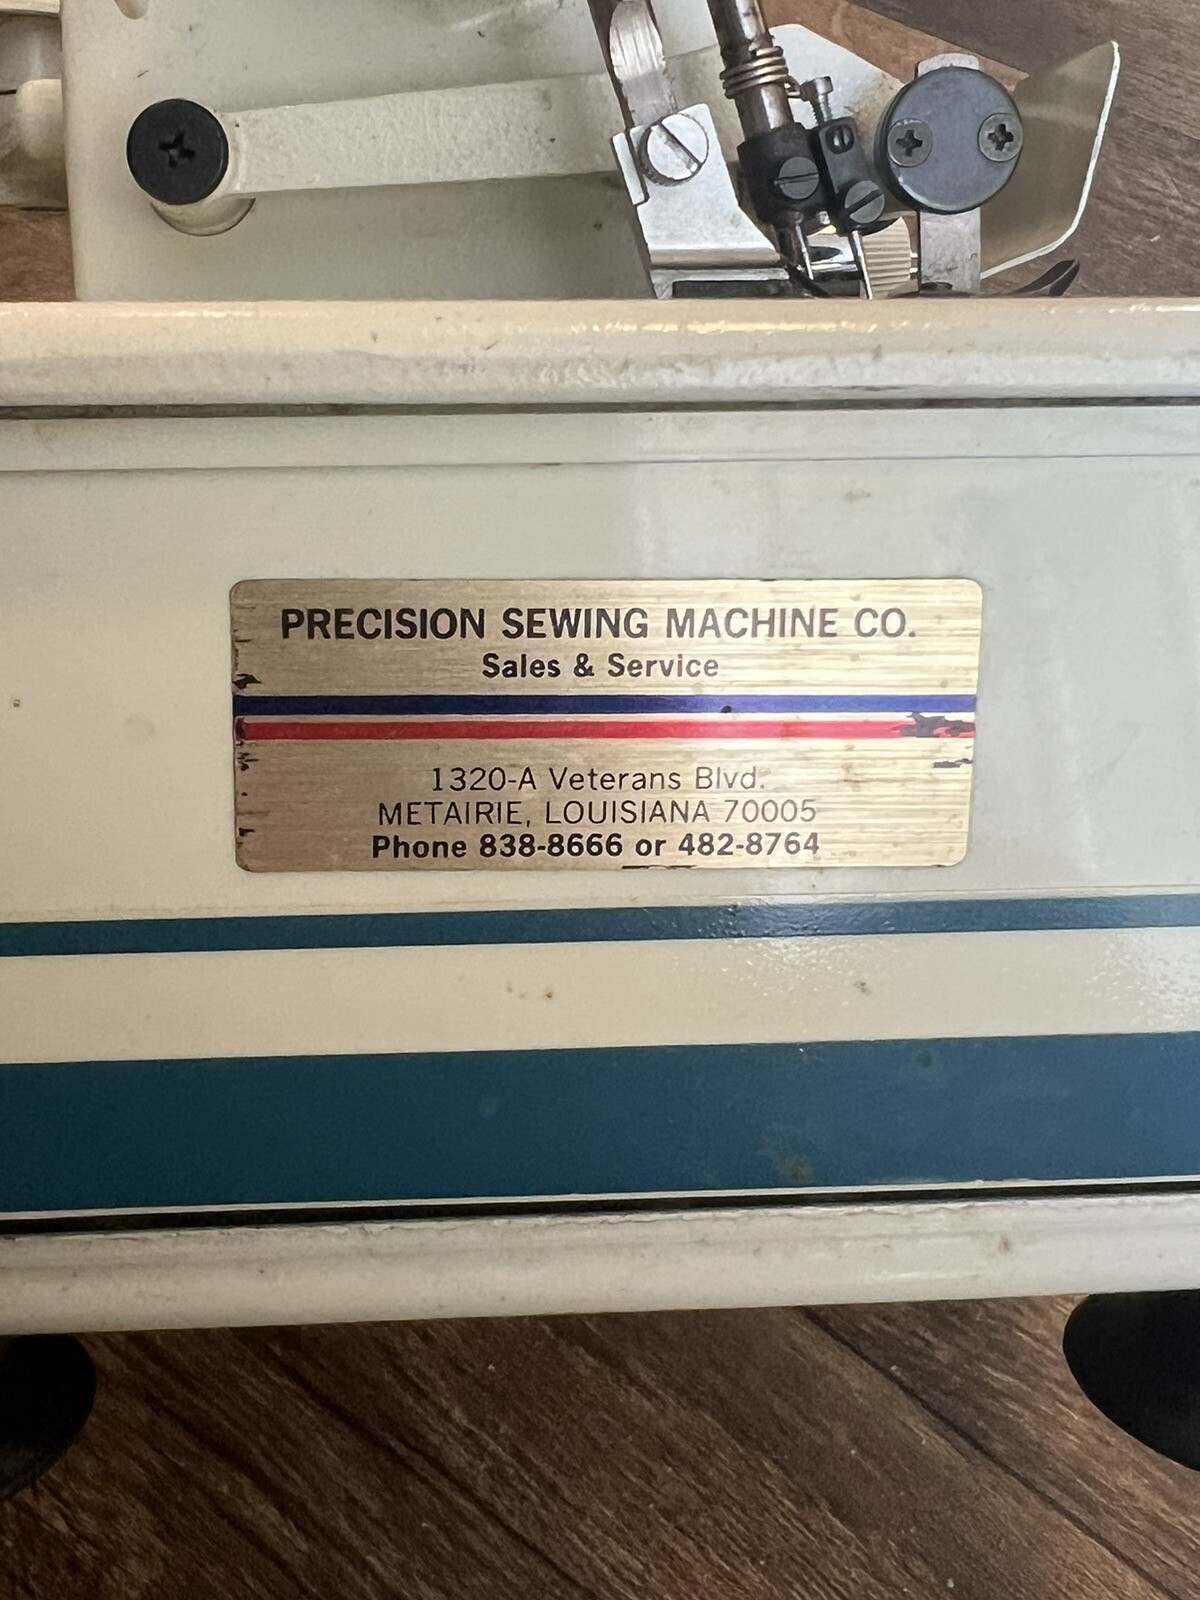 PRECISION SEWING MACHINE CO.
Sales & Service
1320-A Veterans Blvd.
METAIRIE, LOUISIANA 70005
Phone 838-8666 or 482-8764